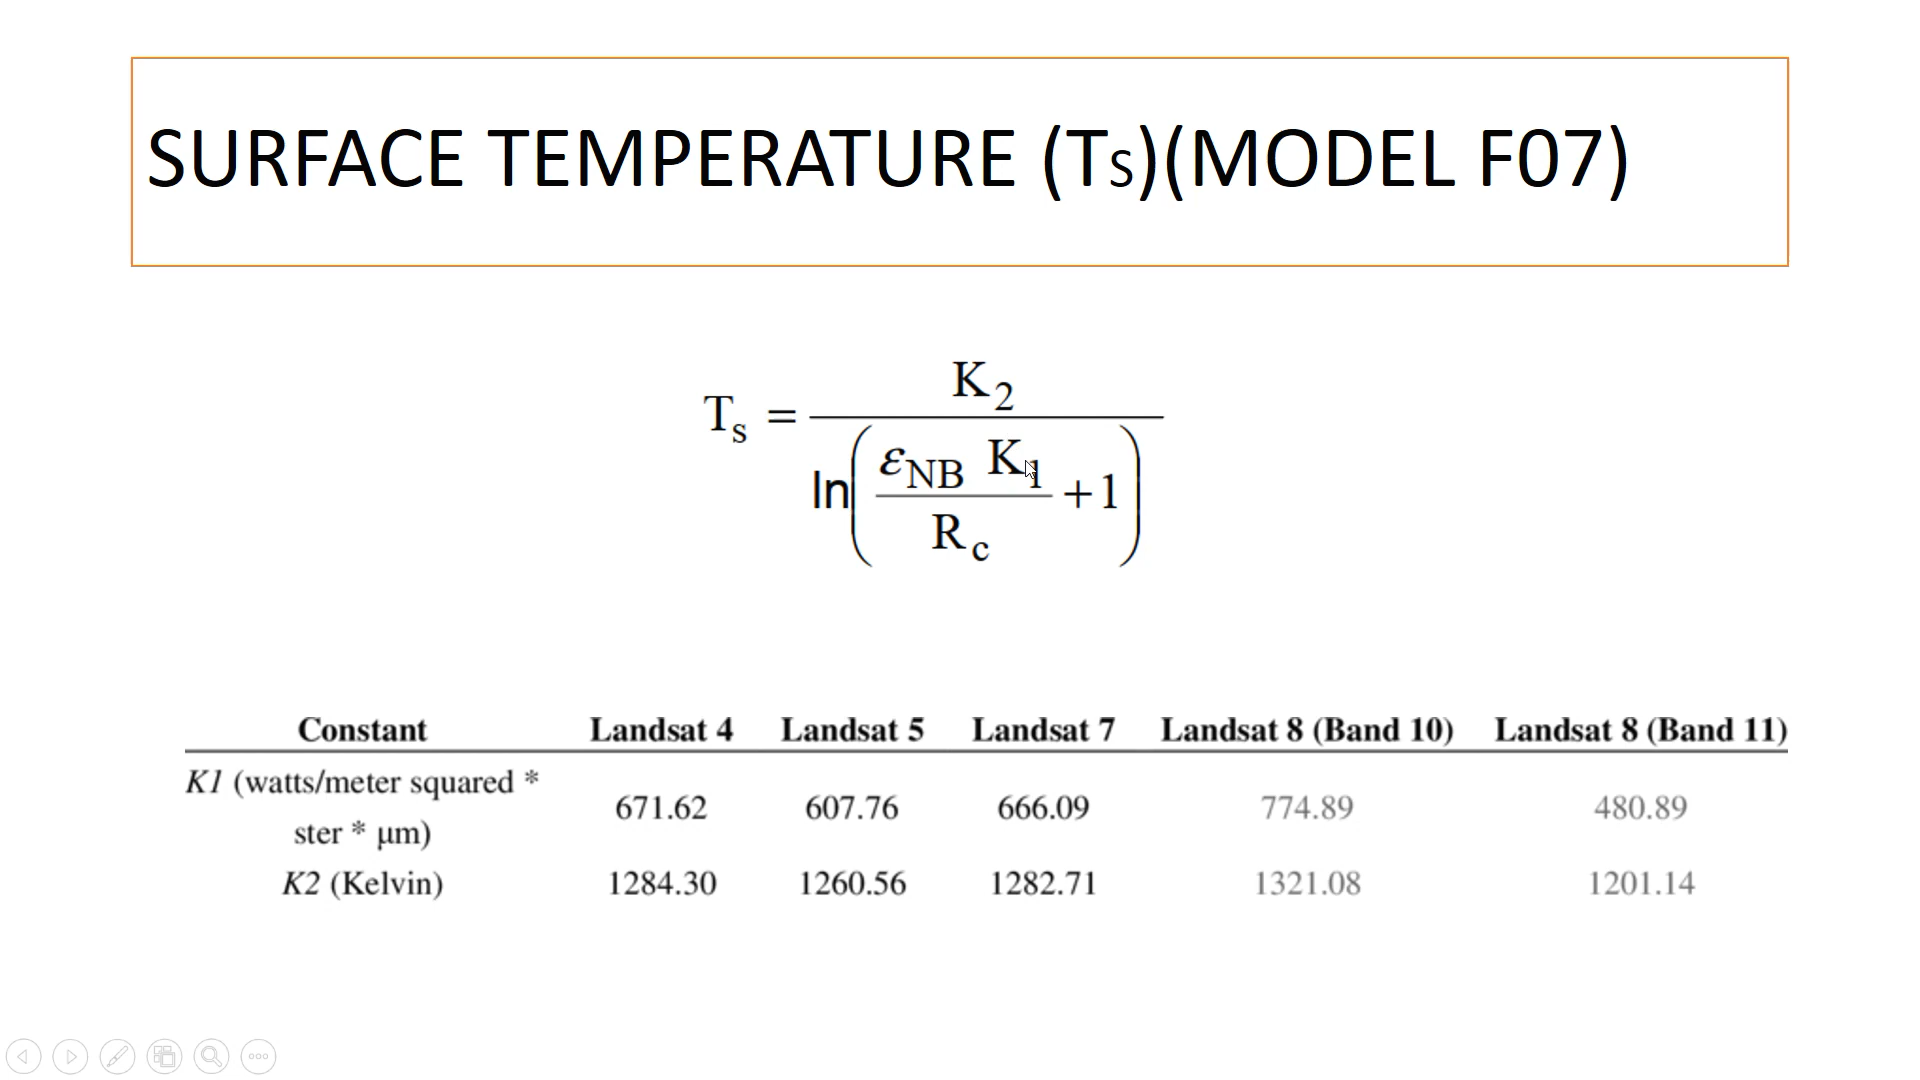 SURFACE TEMPERATURE (TS)(MODEL F07)
Ts = K2 / ln( εNB K1 / Rc + 1 )
Constant Landsat 4 Landsat 5 Landsat 7 Landsat 8 (Band 10) Landsat 8 (Band 11)
K1 (watts/meter squared *
ster * μm) 671.62 607.76 666.09 774.89 480.89
K2 (Kelvin) 1284.30 1260.56 1282.71 1321.08 1201.14